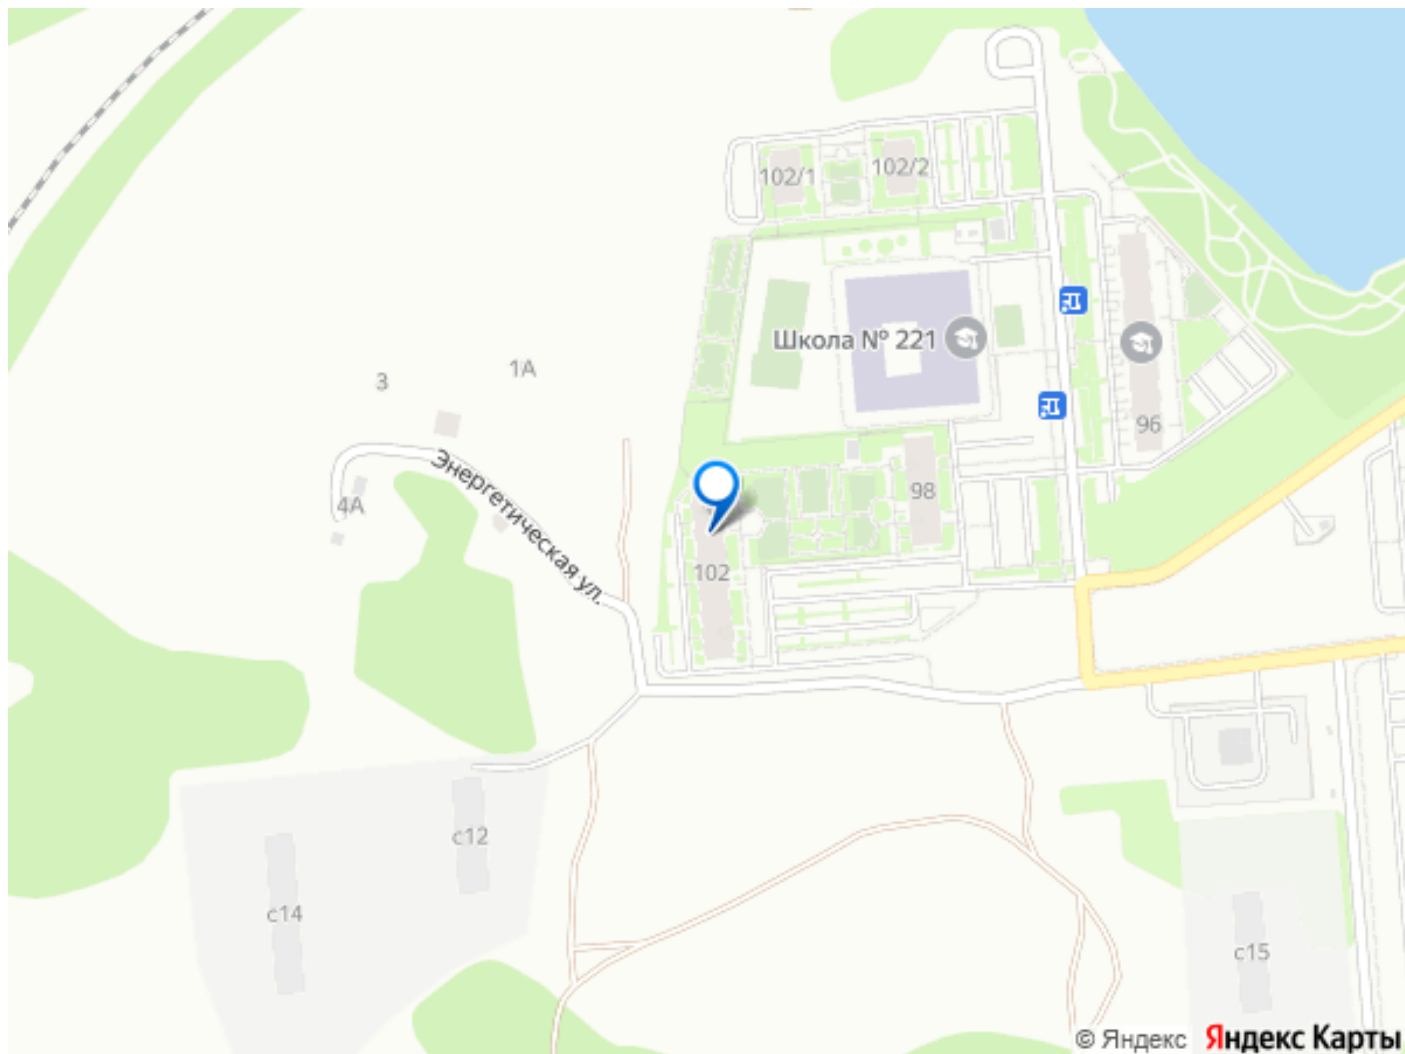 102/1
102/2
Школа № 221
1А
3
96
Энергетическая ул.
98
4А
102
с12
с14
с15
© Яндекс
Яндекс Карты